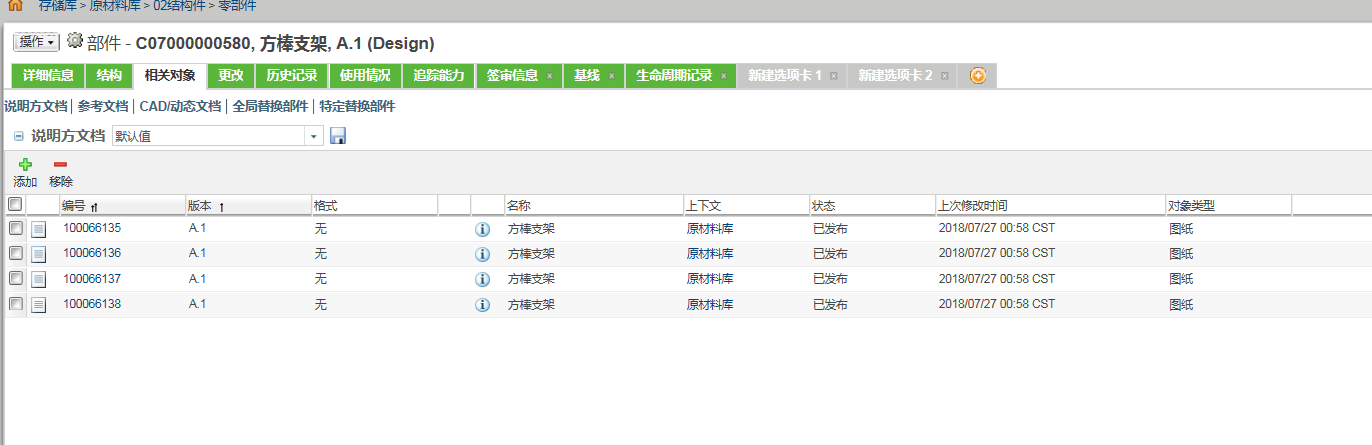 存储库 > 原材料库 > 02结构件 > 零部件
操作 部件 - C07000000580, 方棒支架, A.1 (Design)
详细信息 结构 相关对象 更改 历史记录 使用情况 追踪能力 签审信息 基线 生命周期记录 新建选项卡 1 新建选项卡 2
说明方文档 | 参考文档 | CAD/动态文档 | 全局替换部件 | 特定替换部件
说明方文档 默认值
添加 移除
编号 版本 格式 名称 上下文 状态 上次修改时间 对象类型
100066135 A.1 无 方棒支架 原材料库 已发布 2018/07/27 00:58 CST 图纸
100066136 A.1 无 方棒支架 原材料库 已发布 2018/07/27 00:58 CST 图纸
100066137 A.1 无 方棒支架 原材料库 已发布 2018/07/27 00:58 CST 图纸
100066138 A.1 无 方棒支架 原材料库 已发布 2018/07/27 00:58 CST 图纸